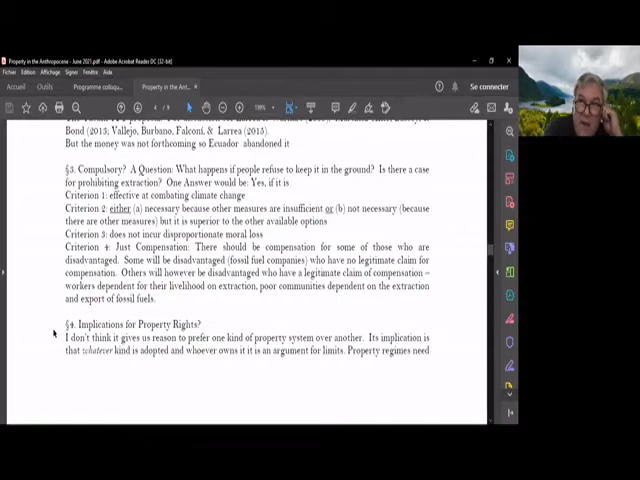 Property in the Anthropocene - June 2021.pdf - Adobe Acrobat Reader DC (32-bit)
Fichier Edition Affichage Signer Fenêtre Aide
Accueil Outils Programme colloqu... Property in the Ant... × Se connecter
4 / 9 139%
Bond (2013; Vallejo, Burbano, Falconí, & Larrea (2015).
But the money was not forthcoming so Ecuador abandoned it
§3. Compulsory? A Question: What happens if people refuse to keep it in the ground? Is there a case
for prohibiting extraction? One Answer would be: Yes, if it is
Criterion 1: effective at combating climate change
Criterion 2: either (a) necessary because other measures are insufficient or (b) not necessary (because
there are other measures) but it is superior to the other available options
Criterion 3: does not incur disproportionate moral loss
Criterion 4: Just Compensation: There should be compensation for some of those who are
disadvantaged. Some will be disadvantaged (fossil fuel companies) who have no legitimate claim for
compensation. Others will however be disadvantaged who have a legitimate claim of compensation –
workers dependent for their livelihood on extraction, poor communities dependent on the extraction
and export of fossil fuels.
§4. Implications for Property Rights?
I don't think it gives us reason to prefer one kind of property system over another. Its implication is
that whatever kind is adopted and whoever owns it it is an argument for limits. Property regimes need